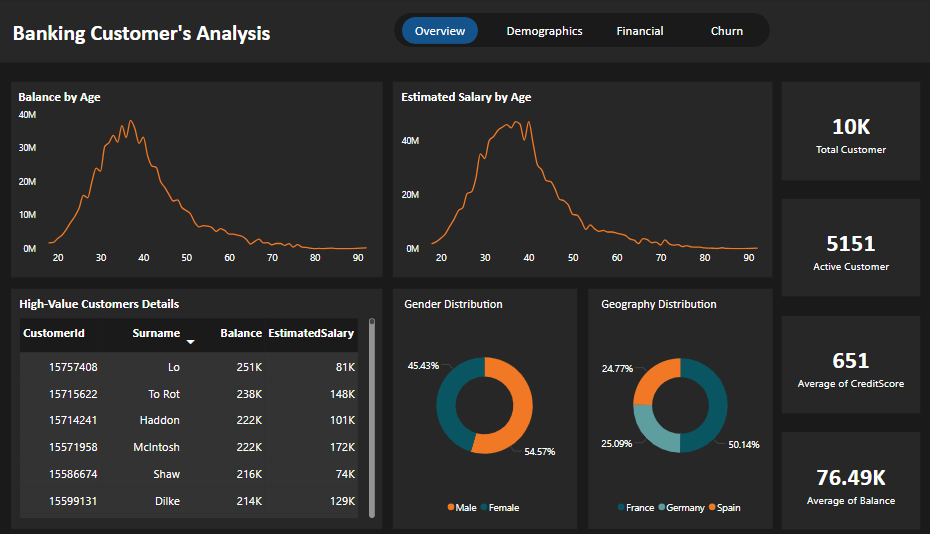 Banking Customer's Analysis
Overview Demographics Financial Churn
Balance by Age
40M
30M
20M
10M
0M
20 30 40 50 60 70 80 90
Estimated Salary by Age
40M
20M
0M
20 30 40 50 60 70 80 90
10K
Total Customer
5151
Active Customer
651
Average of CreditScore
76.49K
Average of Balance
High-Value Customers Details
CustomerId Surname Balance EstimatedSalary
15757408 Lo 251K 81K
15715622 To Rot 238K 148K
15714241 Haddon 222K 101K
15571958 McIntosh 222K 172K
15586674 Shaw 216K 74K
15599131 Dilke 214K 129K
Gender Distribution
45.43%
54.57%
Male Female
Geography Distribution
24.77%
25.09%
50.14%
France Germany Spain